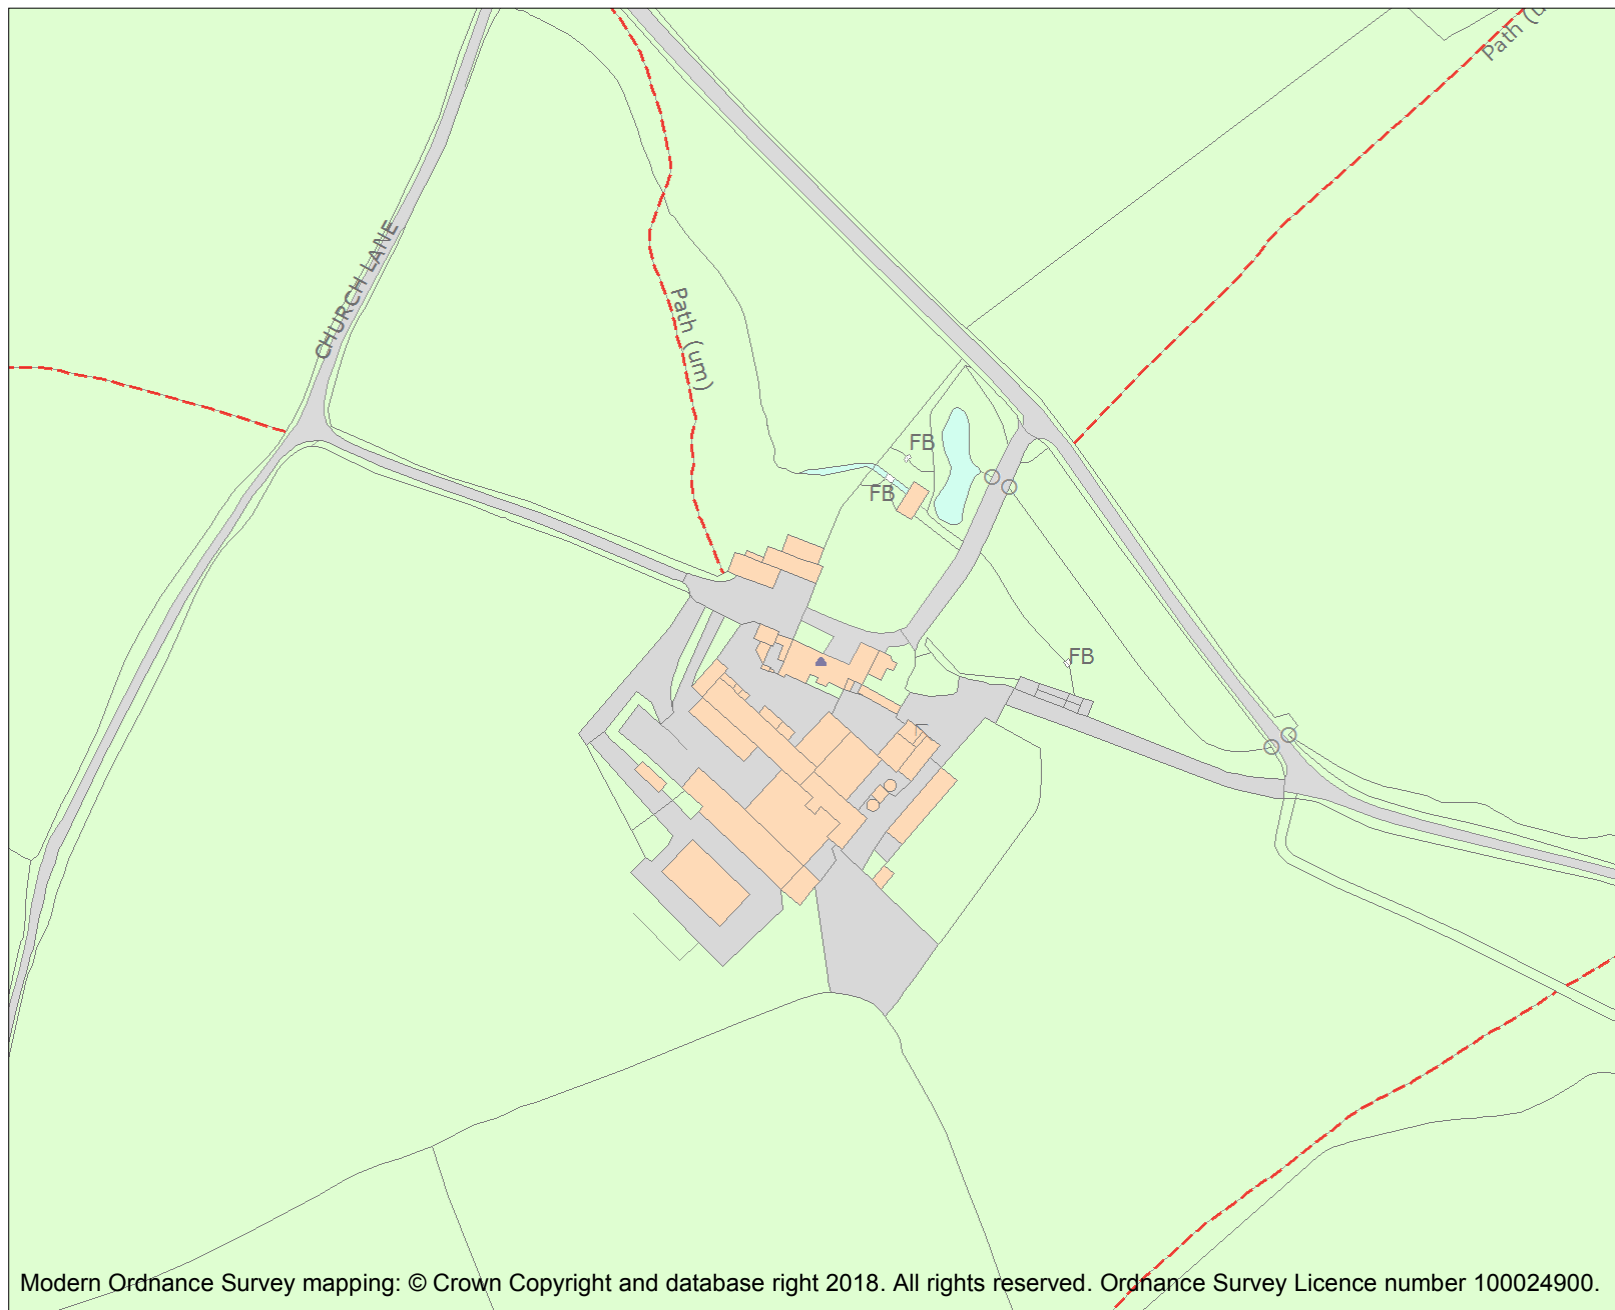 Path (u
CHURCH LANE
Path (um)
FB
FB
FB
Modern Ordnance Survey mapping: © Crown Copyright and database right 2018. All rights reserved. Ordnance Survey Licence number 100024900.